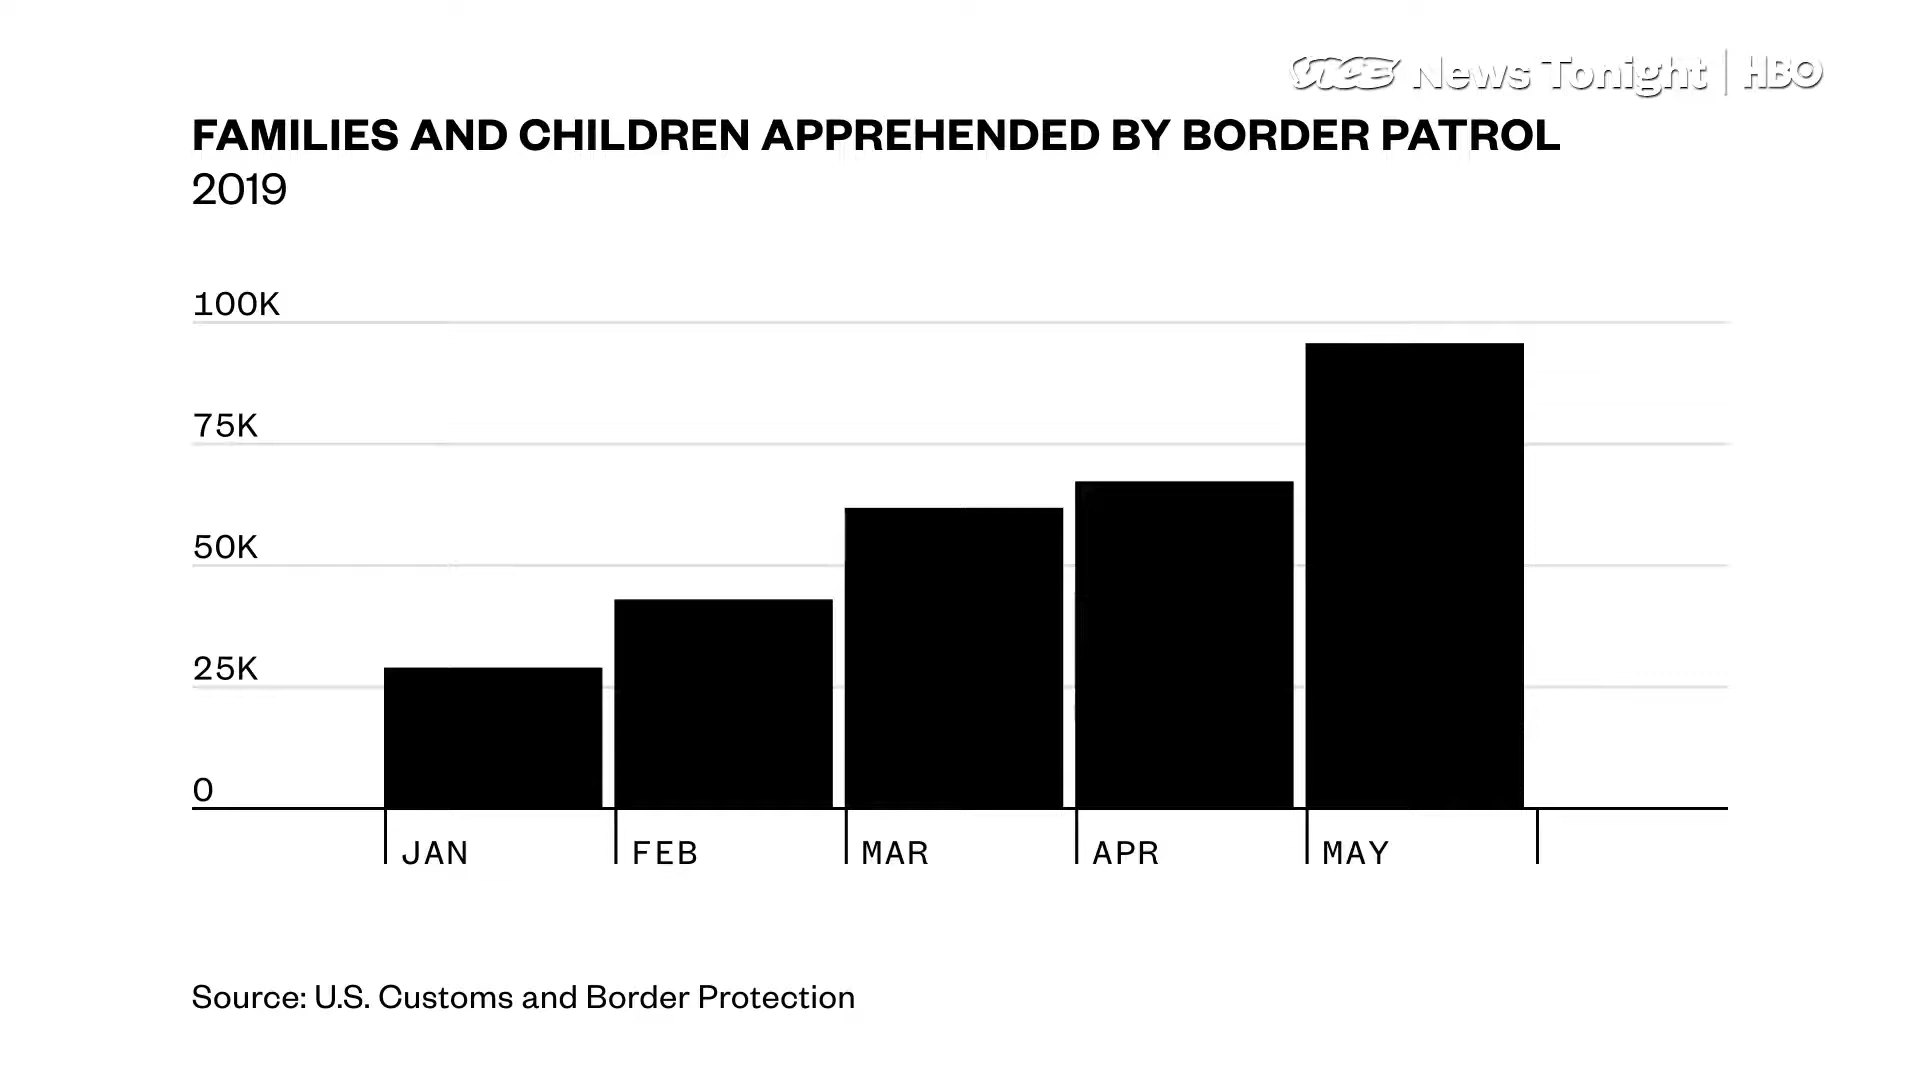 VICE News Tonight | HBO
FAMILIES AND CHILDREN APPREHENDED BY BORDER PATROL
2019
100K
75K
50K
25K
0
JAN
FEB
MAR
APR
MAY
Source: U.S. Customs and Border Protection